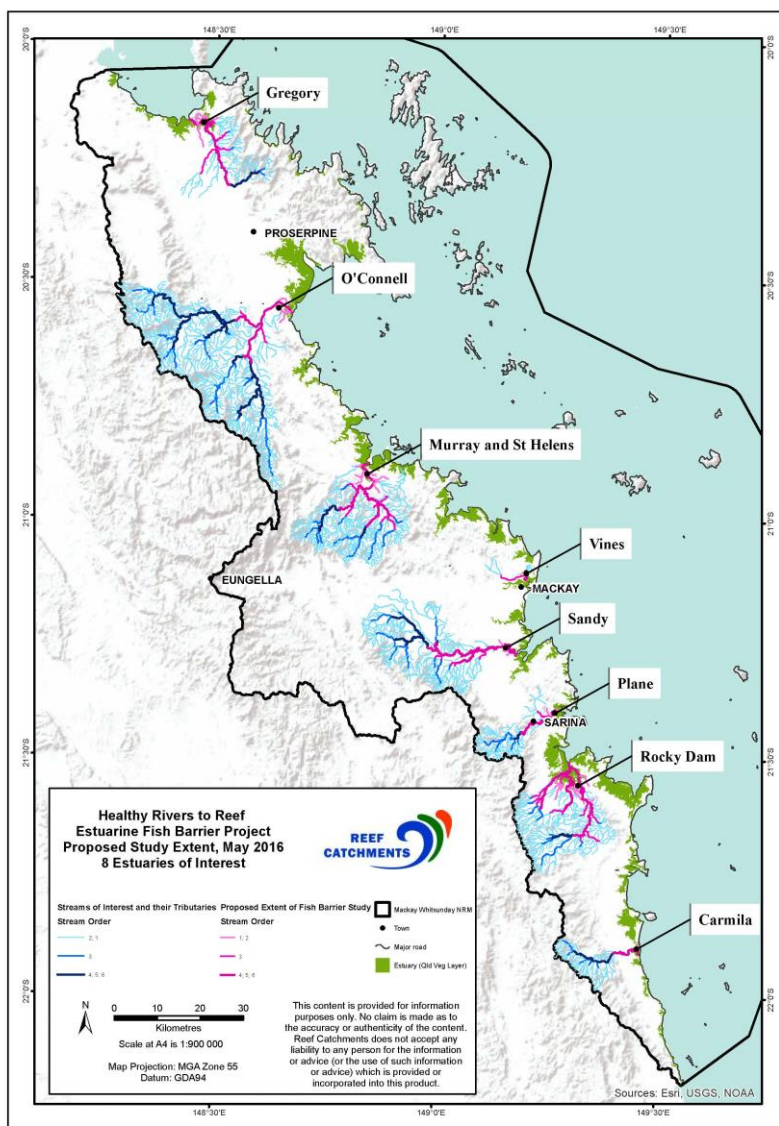 148°30'E
149°0'E
149°30'E
20°0'S
20°0'S
Gregory
PROSERPINE
20°30'S
20°30'S
O'Connell
Murray and St Helens
21°0'S
21°0'S
Vines
EUNGELLA
MACKAY
Sandy
Plane
SARINA
21°30'S
21°30'S
Rocky Dam
Carmila
22°0'S
22°0'S
Healthy Rivers to Reef
Estuarine Fish Barrier Project
Proposed Study Extent, May 2016
8 Estuaries of Interest
REEF
CATCHMENTS
Streams of Interest and their Tributaries
Stream Order
2, 1
3
4, 5, 6
Proposed Extent of Fish Barrier Study
Stream Order
1, 2
3
4, 5, 6
Mackay Whitsunday NRM
Town
Major road
Estuary (Qld Veg Layer)
N
0 10 20 30
Kilometres
Scale at A4 is 1:900 000
Map Projection: MGA Zone 55
Datum: GDA94
This content is provided for information
purposes only. No claim is made as to
the accuracy or authenticity of the content.
Reef Catchments does not accept any
liability to any person for the information
or advice (or the use of such information
or advice) which is provided or
incorporated into this product.
Sources: Esri, USGS, NOAA
148°30'E
149°0'E
149°30'E